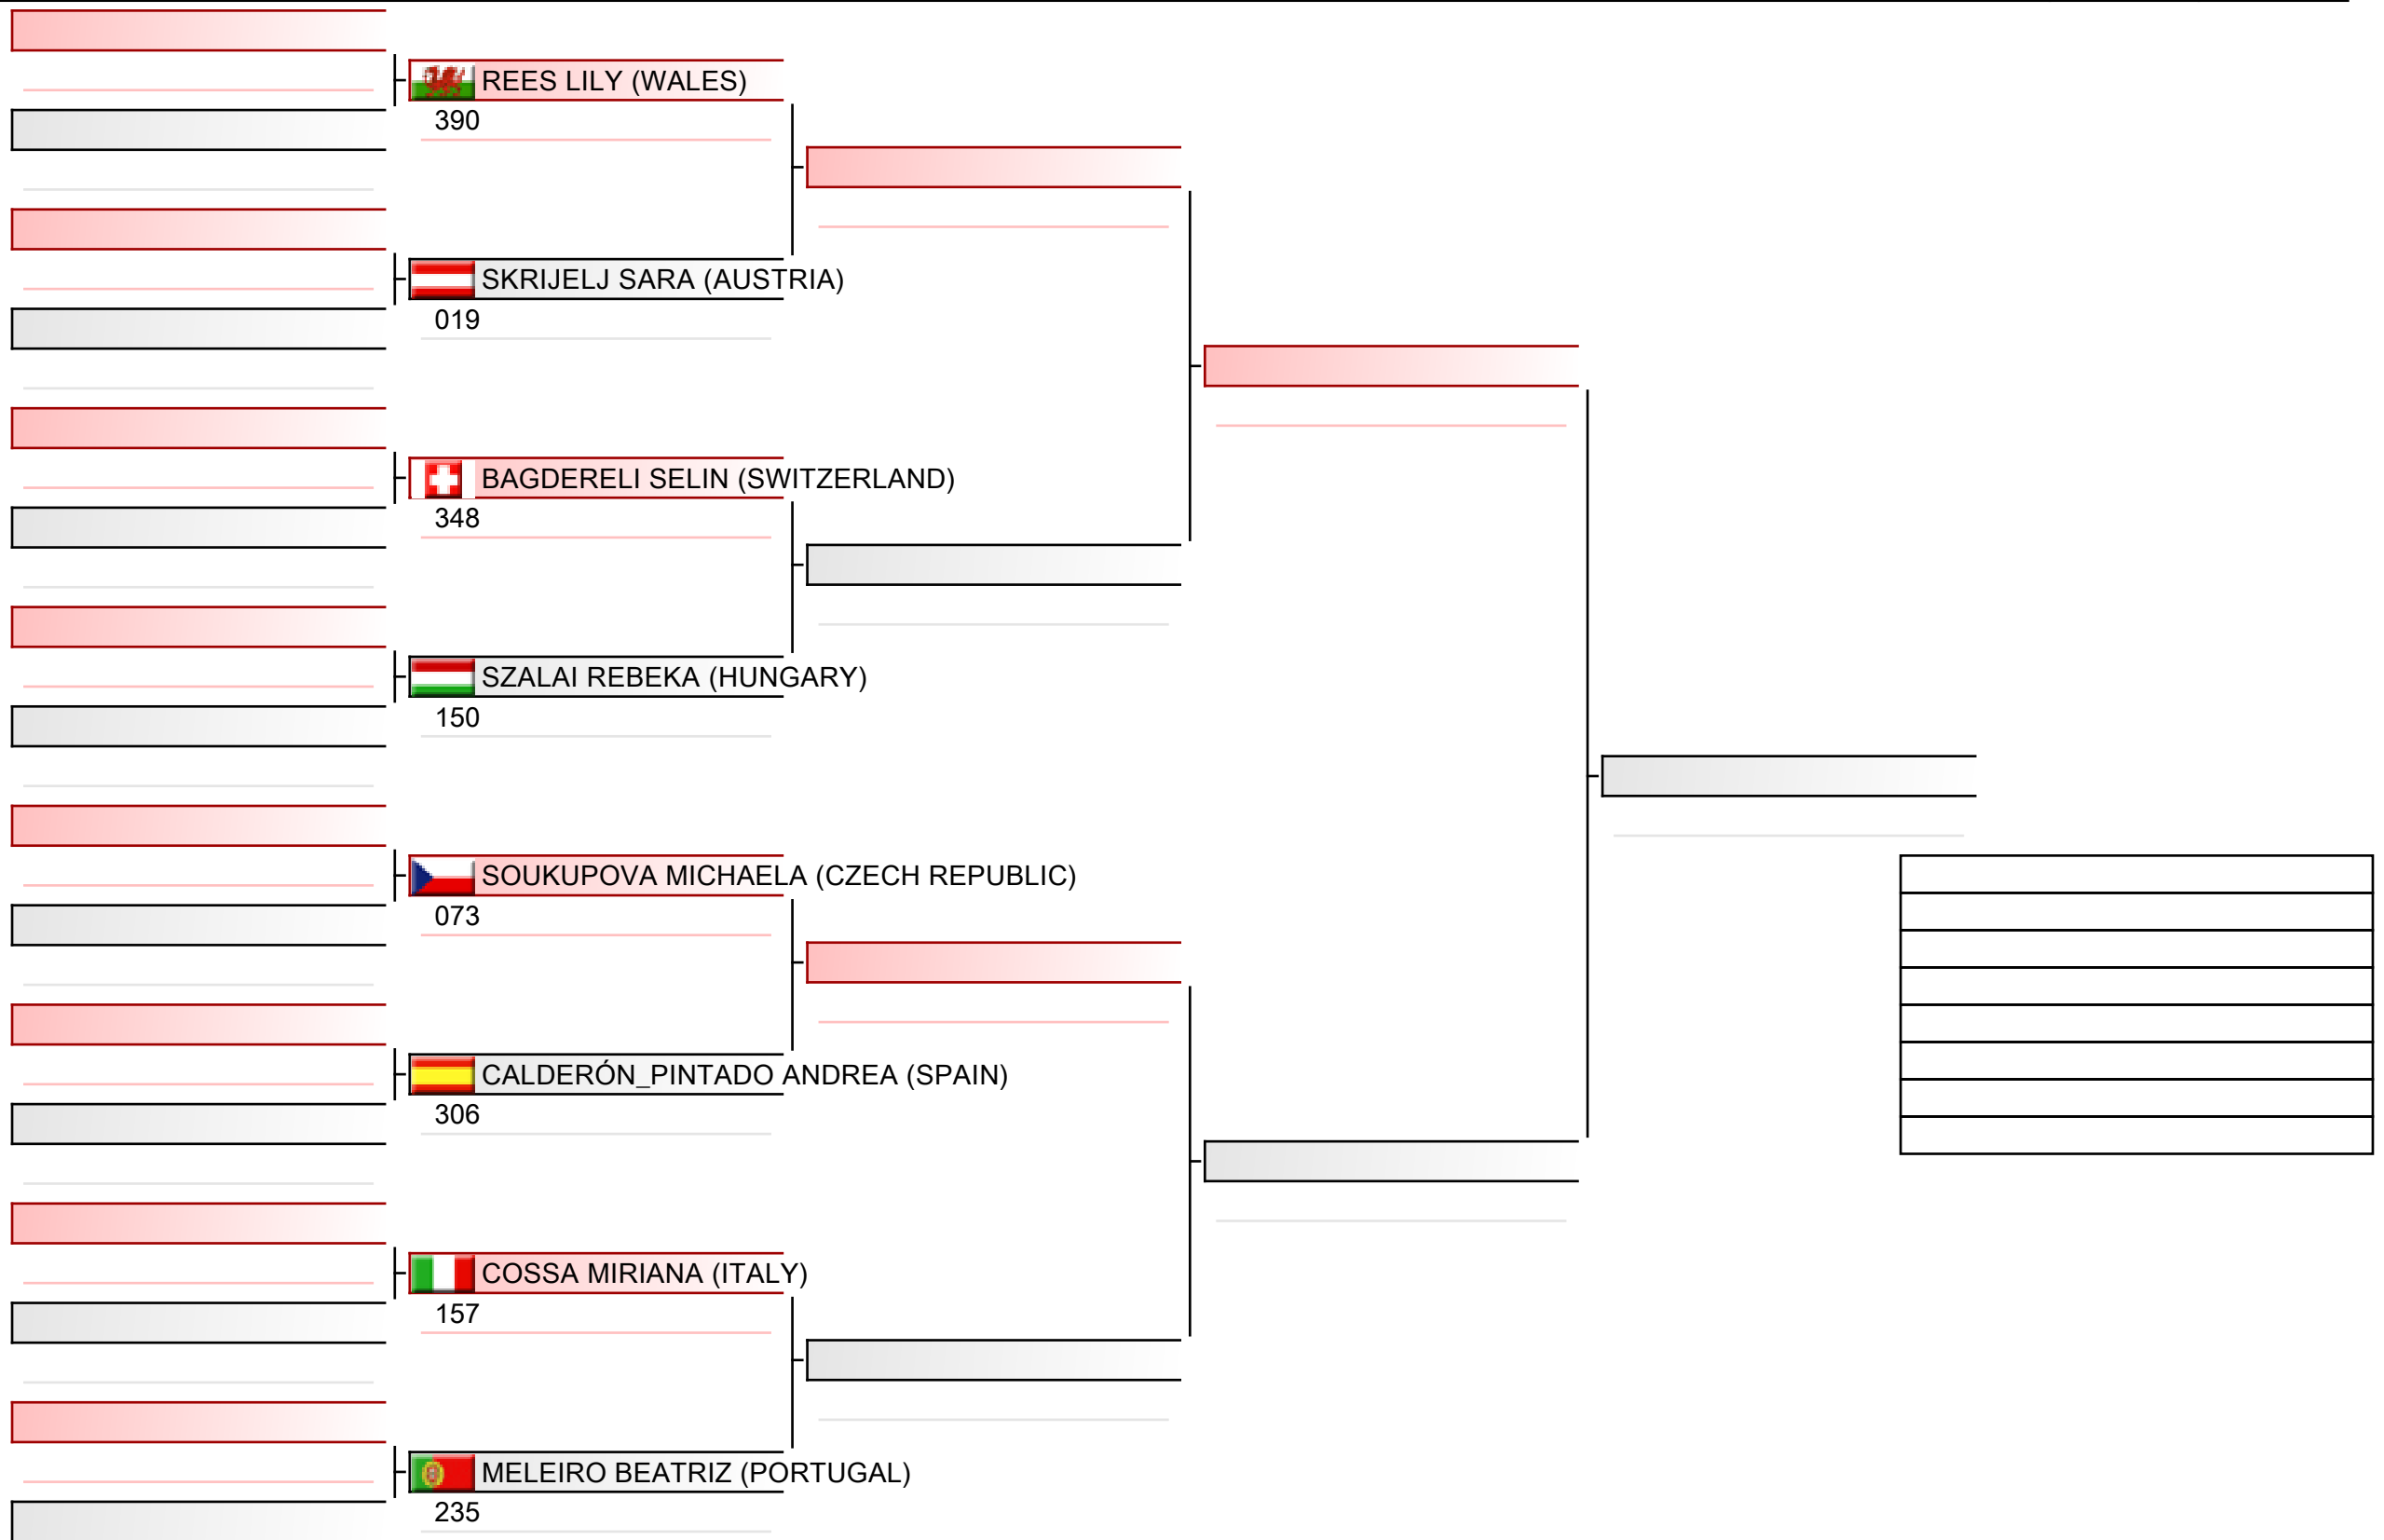 REES LILY (WALES)
390
SKRIJELJ SARA (AUSTRIA)
019
BAGDERELI SELIN (SWITZERLAND)
348
SZALAI REBEKA (HUNGARY)
150
SOUKUPOVA MICHAELA (CZECH REPUBLIC)
073
CALDERÓN_PINTADO ANDREA (SPAIN)
306
COSSA MIRIANA (ITALY)
157
MELEIRO BEATRIZ (PORTUGAL)
235